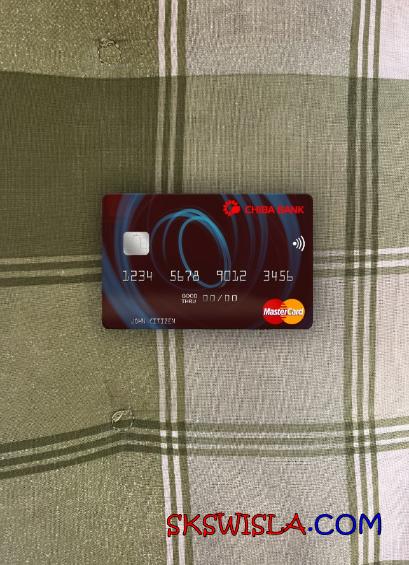 CHIBA BANK
1234 5678 9012 3456
GOOD THRU 00/00
JOHN CITIZEN
MasterCard
SKSWISLA.COM